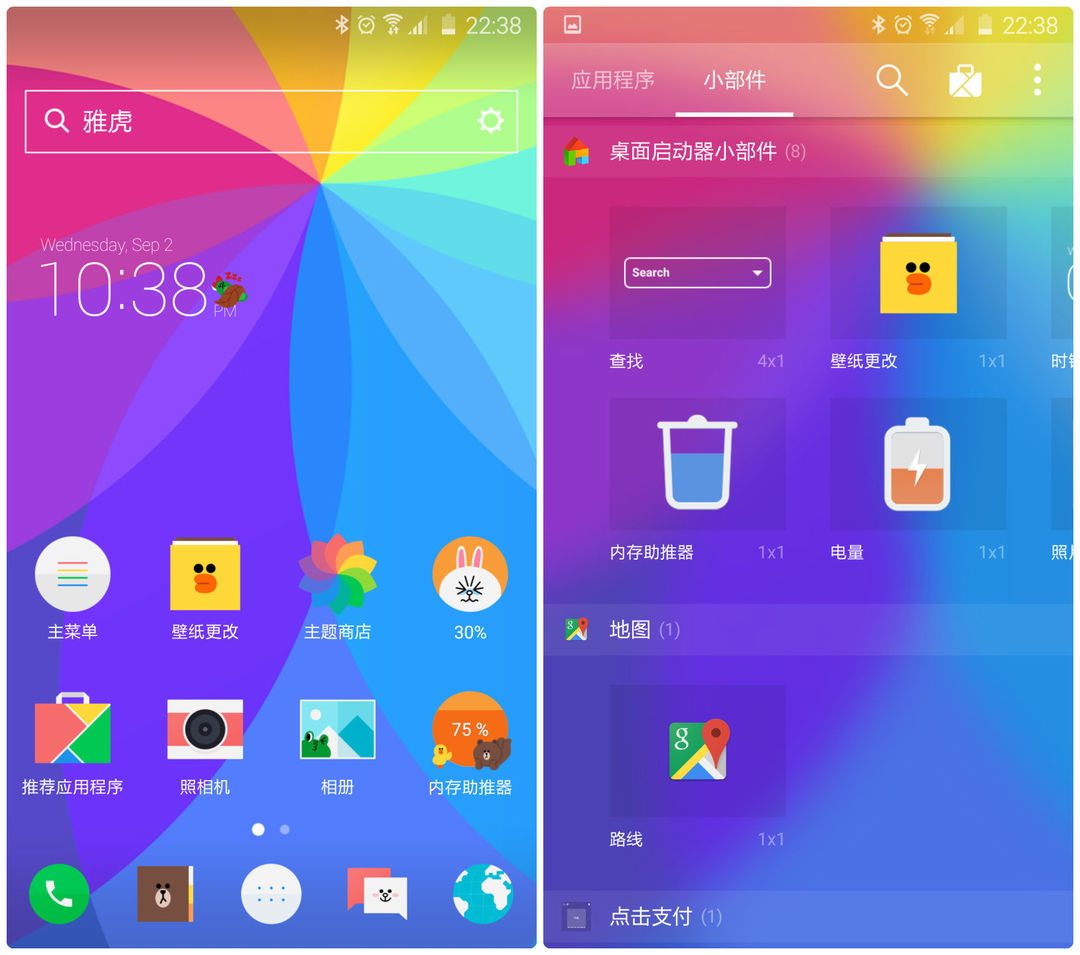 22:38
雅虎
Wednesday, Sep 2
10:38
PM
主菜单
壁纸更改
主题商店
30%
推荐应用程序
照相机
相册
75 %
内存助推器
22:38
应用程序
小部件
桌面启动器小部件 (8)
Search
查找 4x1
壁纸更改 1x1
内存助推器 1x1
电量 1x1
地图 (1)
g
路线 1x1
点击支付 (1)